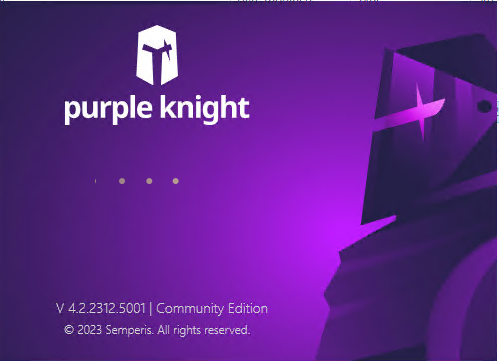 purple knight
V 4.2.2312.5001 | Community Edition
© 2023 Semperis. All rights reserved.